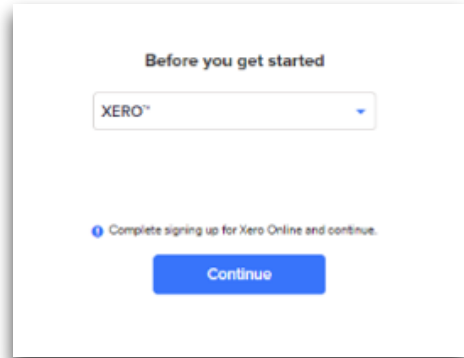 Before you get started
XERO™
Complete signing up for Xero Online and continue.
Continue